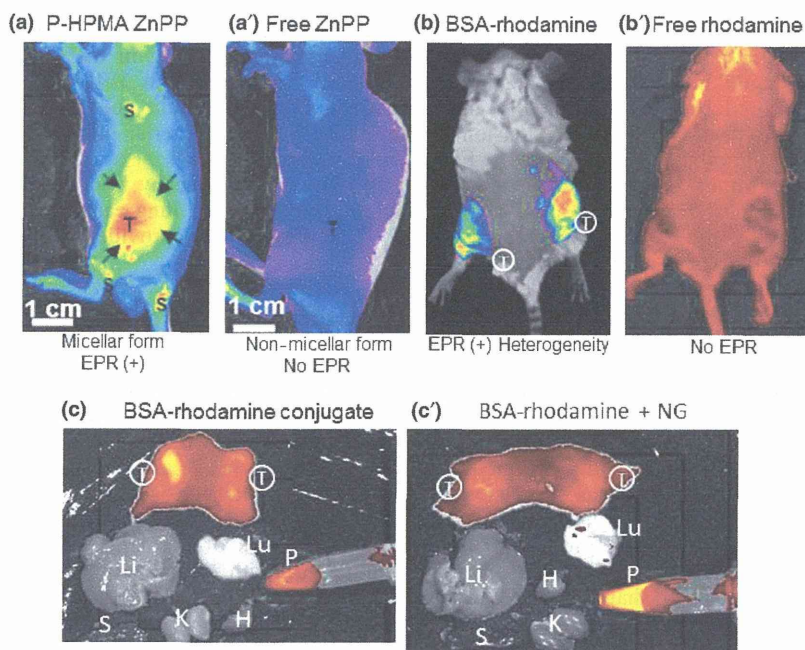 (a) P-HPMA ZnPP
(a') Free ZnPP
(b) BSA-rhodamine
(b') Free rhodamine
S
T
S
S
1 cm
T
1 cm
T
T
Micellar form
EPR (+)
Non-micellar form
No EPR
EPR (+) Heterogeneity
No EPR
(c) BSA-rhodamine conjugate
(c') BSA-rhodamine + NG
T
T
Li
Lu
P
S
K
H
T
T
Lu
Li
H
P
S
K